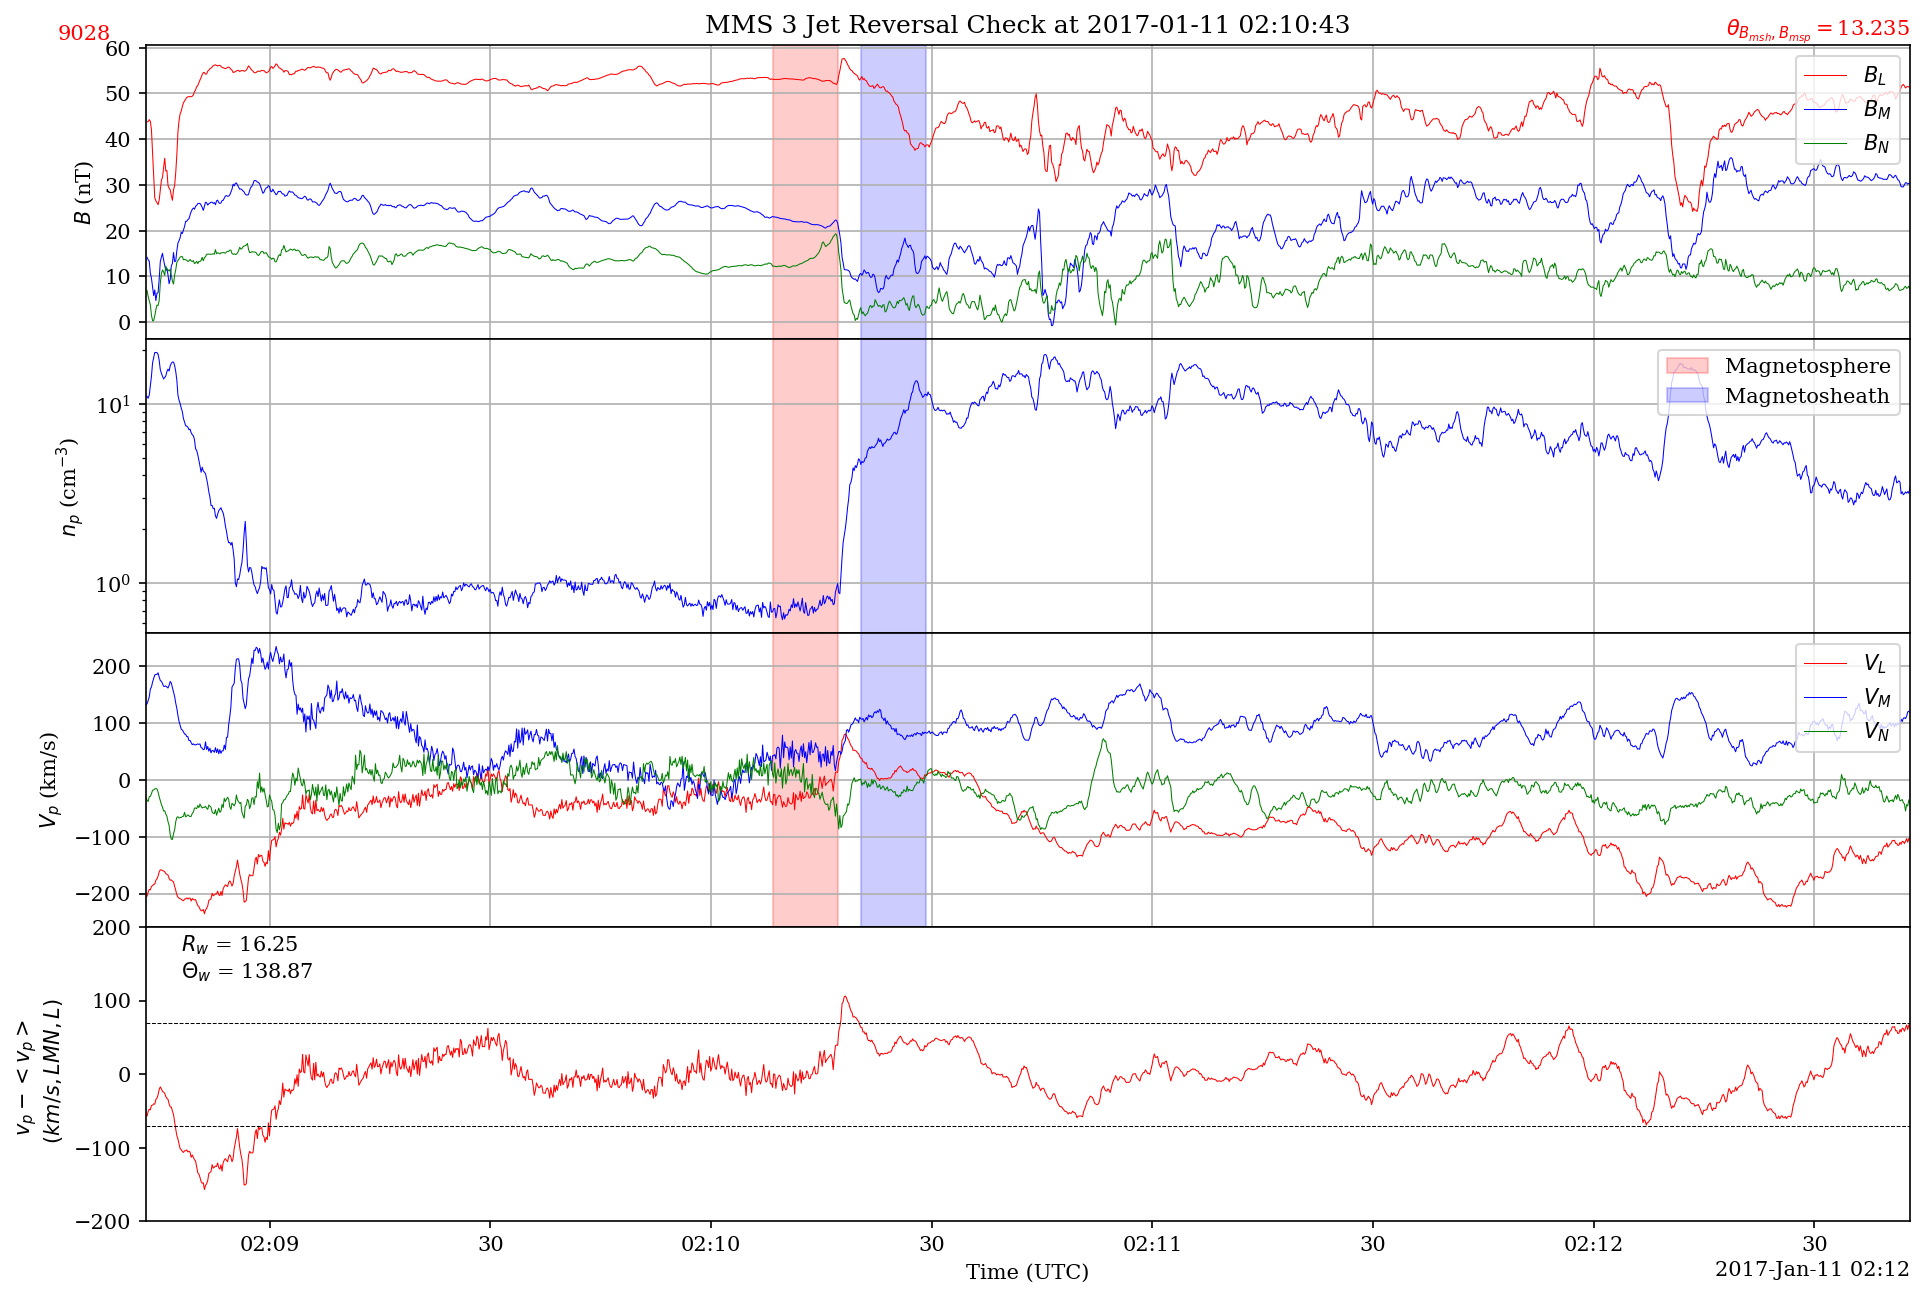 MMS 3 Jet Reversal Check at 2017-01-11 02:10:43
9028
θ_{B_{msh}, B_{msp}} = 13.235
60
50
40
30
20
10
0
B (nT)
B_L
B_M
B_N
10^1
10^0
n_p (cm^{-3})
Magnetosphere
Magnetosheath
200
100
0
−100
−200
V_p (km/s)
V_L
V_M
V_N
200
100
0
−100
−200
v_p − < v_p >
(km/s, LMN, L)
R_w = 16.25
Θ_w = 138.87
02:09
30
02:10
30
02:11
30
02:12
30
Time (UTC)
2017-Jan-11 02:12